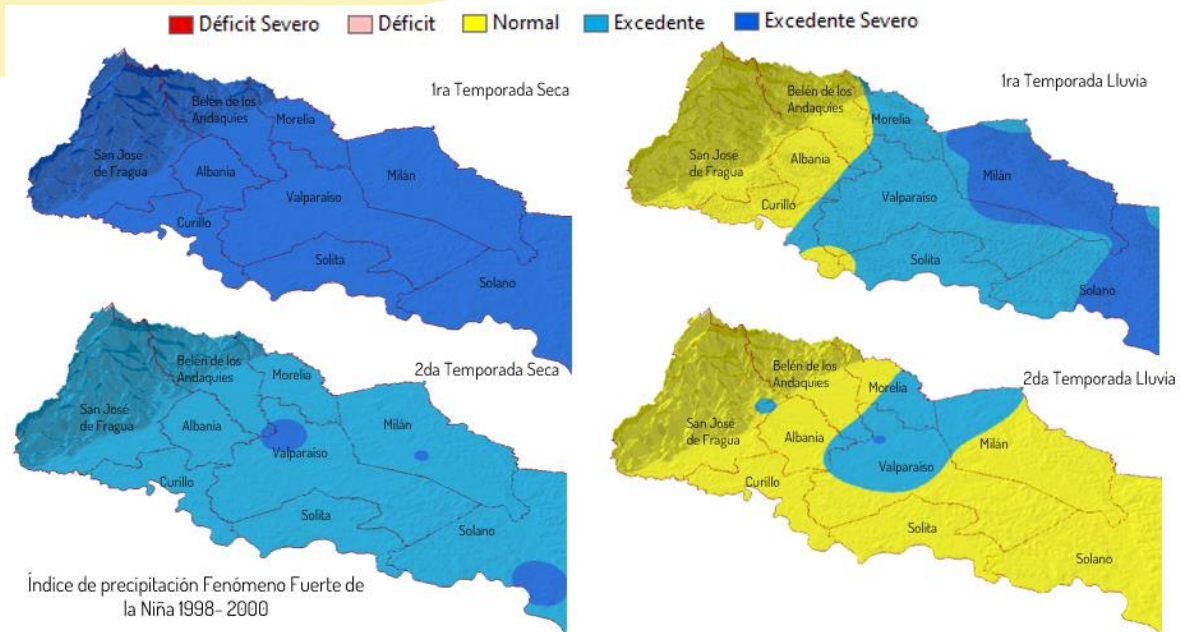 Déficit Severo Déficit Normal Excedente Excedente Severo
1ra Temporada Seca
Belén de los
Andaquies
Morelia
San José
de Fragua
Albania
Milán
Valparaíso
Curillo
Solita
Solano
1ra Temporada Lluvia
Belén de los
Andaquies
Morelia
San José
de Fragua
Albania
Milán
Valparaíso
Curillo
Solita
Solano
2da Temporada Seca
Belén de los
Andaquies
Morelia
San José
de Fragua
Albania
Milán
Valparaíso
Curillo
Solita
Solano
2da Temporada Lluvia
Belén de los
Andaquies
Morelia
San José
de Fragua
Albania
Milán
Valparaíso
Curillo
Solita
Solano
Índice de precipitación Fenómeno Fuerte de
la Niña 1998- 2000